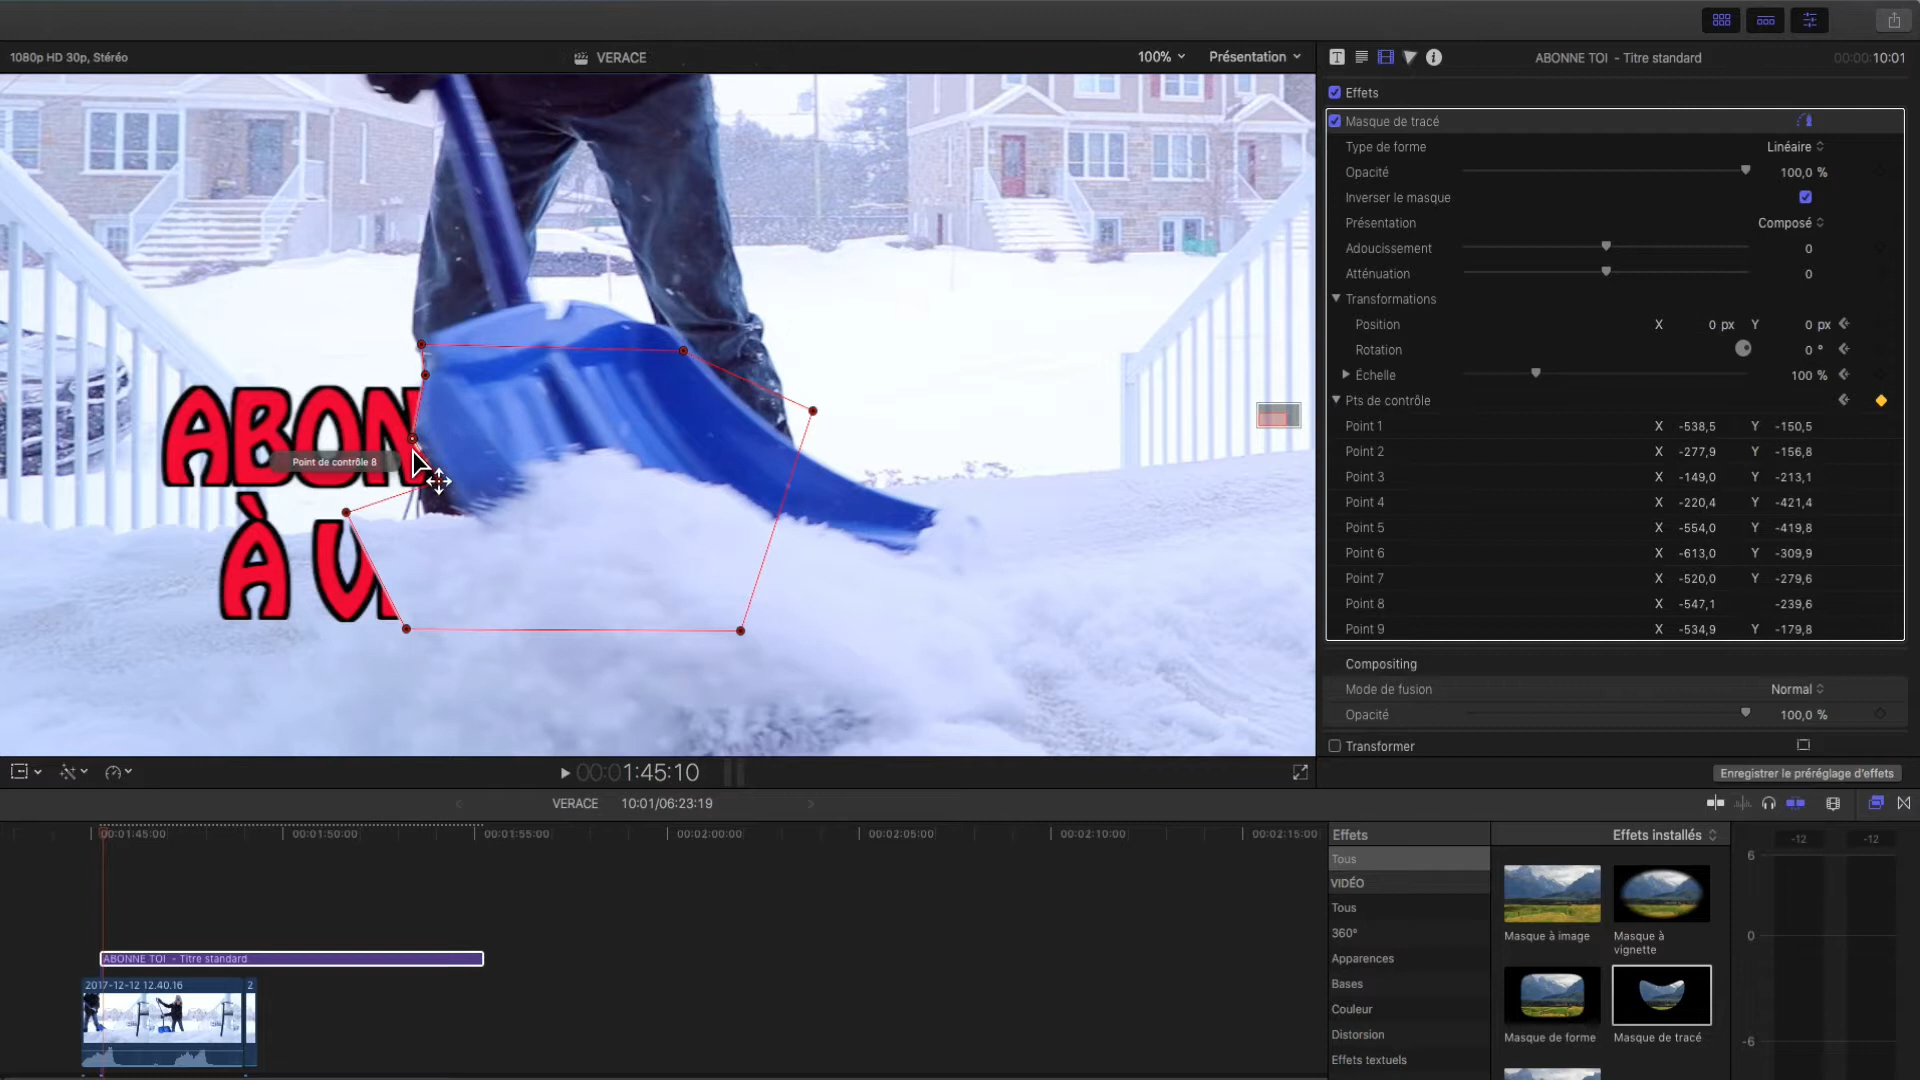 1080p HD 30p, Stéréo
VERACE
100%
Présentation
ABONNE TOI - Titre standard
00:00:10:01
Effets
Masque de tracé
Type de forme
Linéaire
Opacité
100,0 %
Inverser le masque
Présentation
Composé
Adoucissement
0
Atténuation
0
Transformations
Position
X 0 px Y 0 px
Rotation
0 °
Échelle
100 %
Pts de contrôle
Point 1 X -538,5 Y -150,5
Point 2 X -277,9 Y -156,8
Point 3 X -149,0 Y -213,1
Point 4 X -220,4 Y -421,4
Point 5 X -554,0 Y -419,8
Point 6 X -613,0 Y -309,9
Point 7 X -520,0 Y -279,6
Point 8 X -547,1 -239,6
Point 9 X -534,9 Y -179,8
Compositing
Mode de fusion
Normal
Opacité
100,0 %
Transformer
Enregistrer le préréglage d'effets
ABONN
Point de contrôle 8
À V
00:01:45:10
VERACE
10:01/06:23:19
00:01:45:00
00:01:50:00
00:01:55:00
00:02:00:00
00:02:05:00
00:02:10:00
00:02:15:00
ABONNE TOI - Titre standard
2017-12-12 12.40.16
2
Effets
Effets installés
Tous
VIDÉO
Tous
360°
Apparences
Bases
Couleur
Distorsion
Effets textuels
Masque à image
Masque à
vignette
Masque de forme
Masque de tracé
-12
-12
6
0
-6